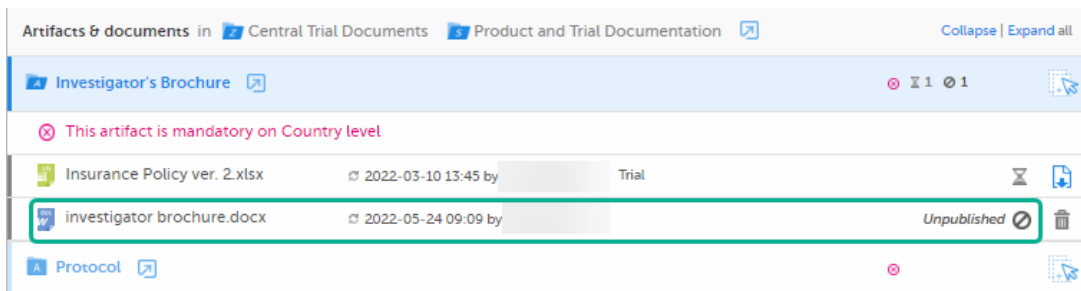 Artifacts & documents in Z Central Trial Documents S Product and Trial Documentation Collapse | Expand all
A Investigator's Brochure 1 1
This artifact is mandatory on Country level
Insurance Policy ver. 2.xlsx 2022-03-10 13:45 by Trial
investigator brochure.docx 2022-05-24 09:09 by Unpublished
A Protocol